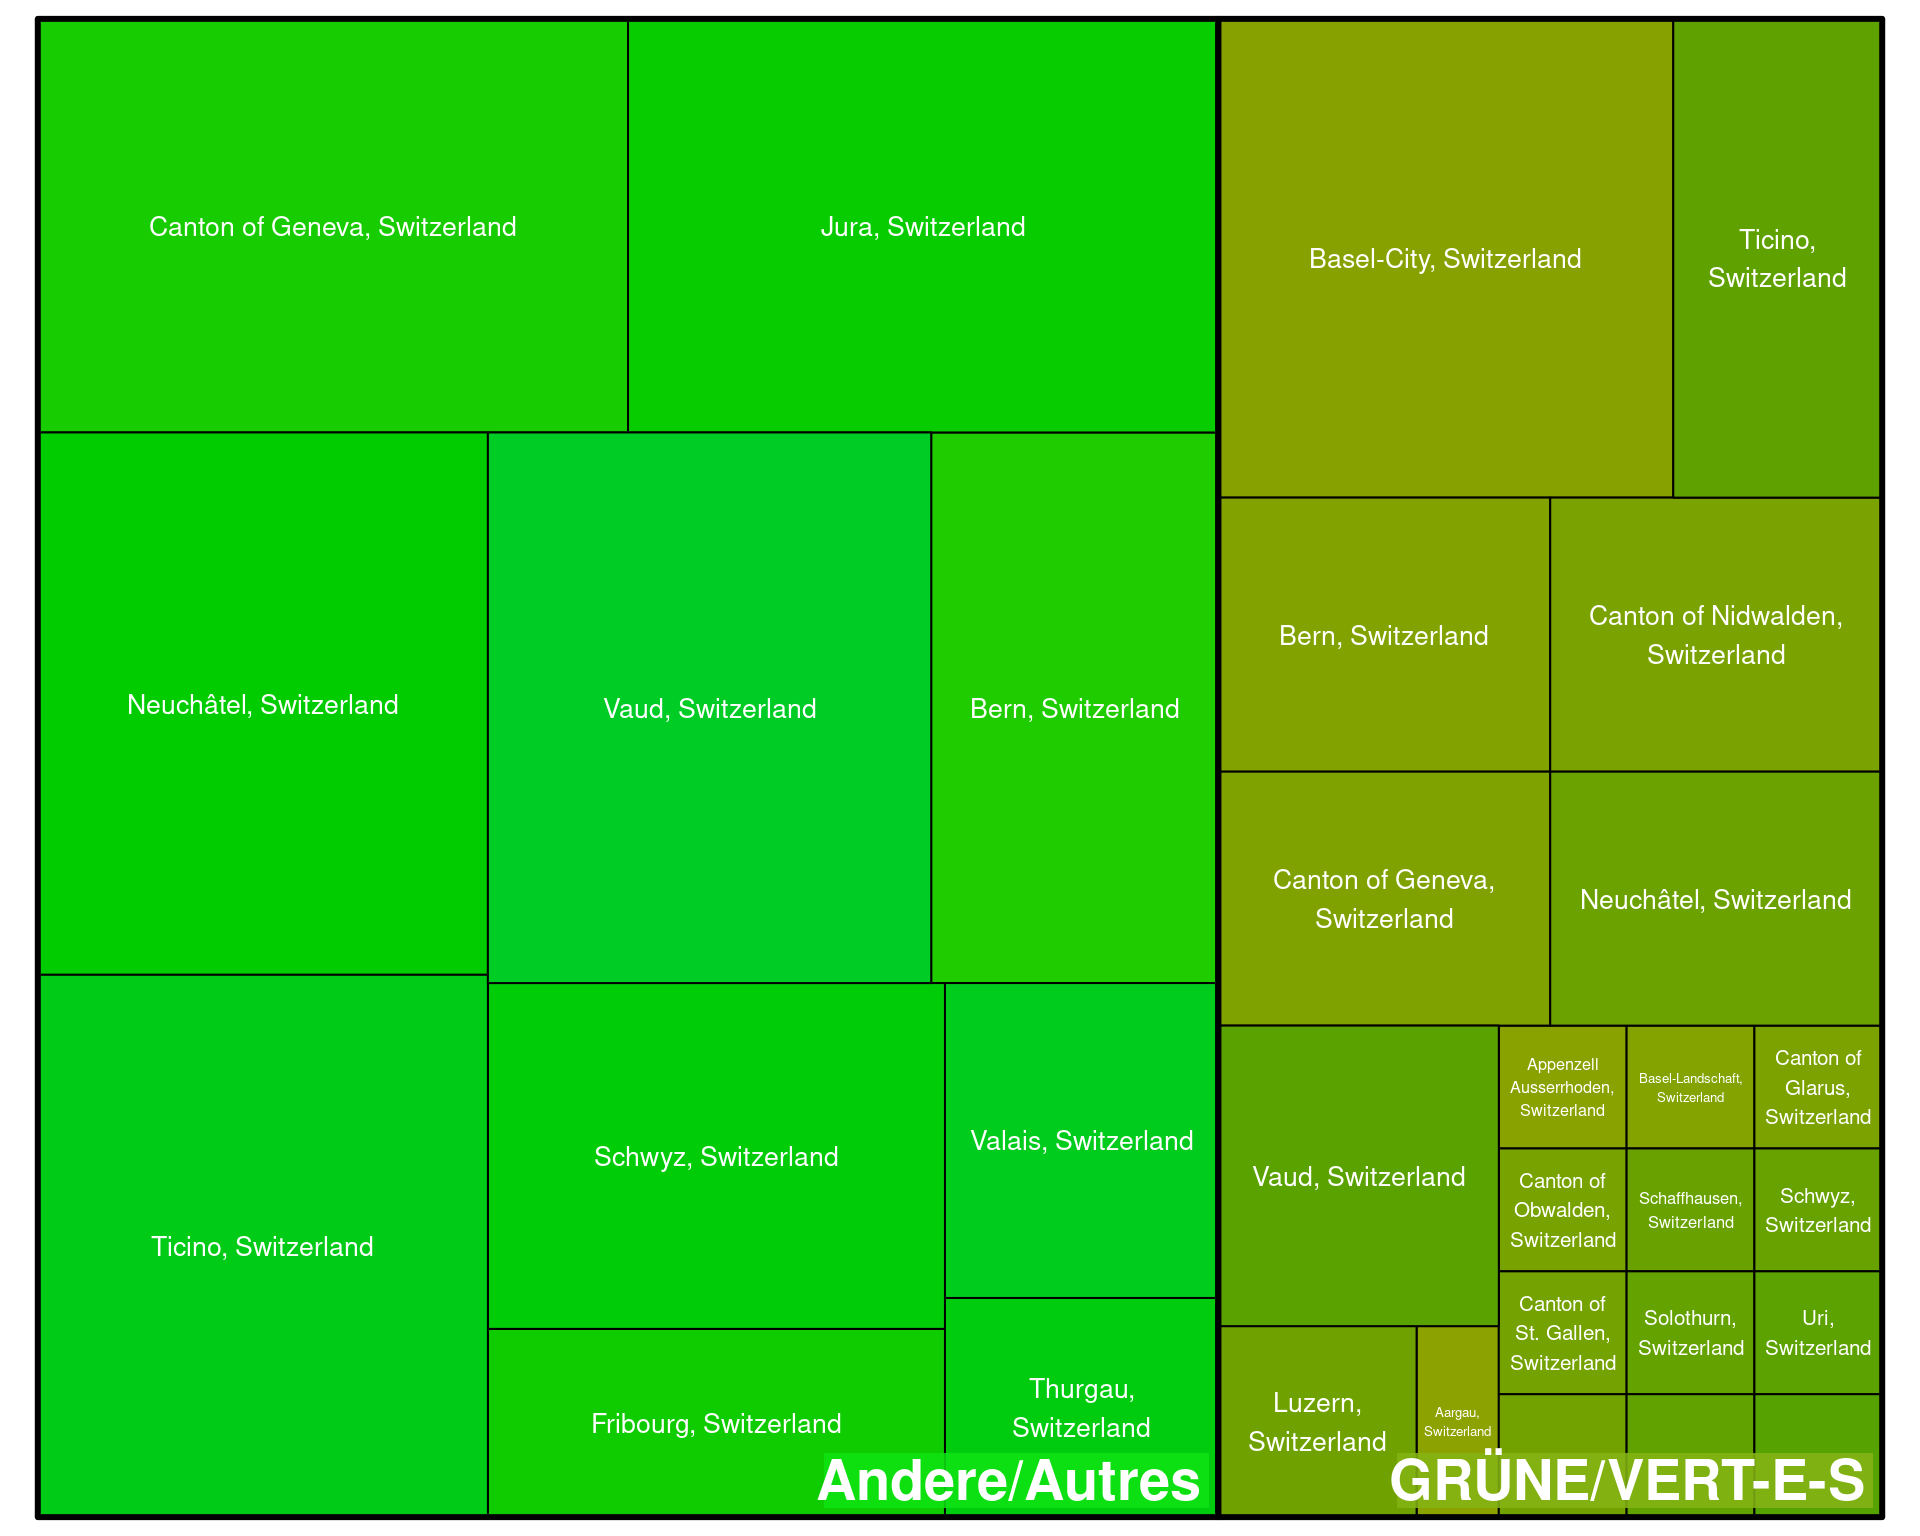 Canton of Geneva, Switzerland
Jura, Switzerland
Neuchâtel, Switzerland
Vaud, Switzerland
Bern, Switzerland
Ticino, Switzerland
Schwyz, Switzerland
Valais, Switzerland
Fribourg, Switzerland
Thurgau,
Switzerland
Andere/Autres
Basel-City, Switzerland
Ticino,
Switzerland
Bern, Switzerland
Canton of Nidwalden,
Switzerland
Canton of Geneva,
Switzerland
Neuchâtel, Switzerland
Vaud, Switzerland
Appenzell
Ausserrhoden,
Switzerland
Basel-Landschaft,
Switzerland
Canton of
Glarus,
Switzerland
Canton of
Obwalden,
Switzerland
Schaffhausen,
Switzerland
Schwyz,
Switzerland
Canton of
St. Gallen,
Switzerland
Solothurn,
Switzerland
Uri,
Switzerland
Luzern,
Switzerland
Aargau,
Switzerland
GRÜNE/VERT-E-S